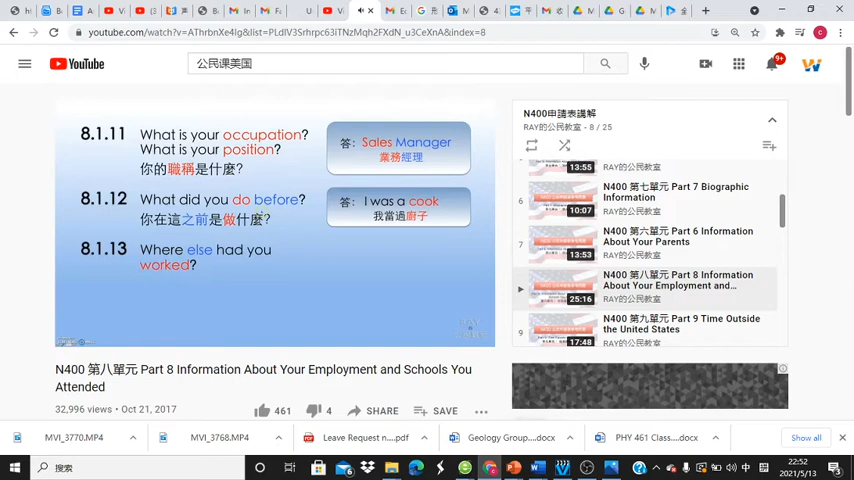 youtube.com/watch?v=AThrbnXe4Ig&list=PLdIV3Srhrpc63iTNzMqh2FXdN_u3CeXnA&index=8
YouTube
公民课美国
9+
8.1.11 What is your occupation?
What is your position?
你的職稱是什麼?
答: Sales Manager
業務經理
8.1.12 What did you do before?
你在這之前是做什麼?
答: I was a cook
我當過廚子
8.1.13 Where else had you
worked?
N400 第八單元 Part 8 Information About Your Employment and Schools You
Attended
32,996 views • Oct 21, 2017
461
4
SHARE
SAVE
N400申請表講解
RAY的公民教室 - 8 / 25
13:55
RAY的公民教室
6
N400 第七單元 Part 7 Biographic
Information
10:07
RAY的公民教室
7
N400 第六單元 Part 6 Information
About Your Parents
13:53
RAY的公民教室
N400 第八單元 Part 8 Information
About Your Employment and…
25:16
RAY的公民教室
9
N400 第九單元 Part 9 Time Outside
the United States
17:48
RAY的公民教室
MVI_3770.MP4
MVI_3768.MP4
Leave Request n....pdf
Geology Group....docx
PHY 461 Class....docx
Show all
搜索
中
22:52
2021/5/13